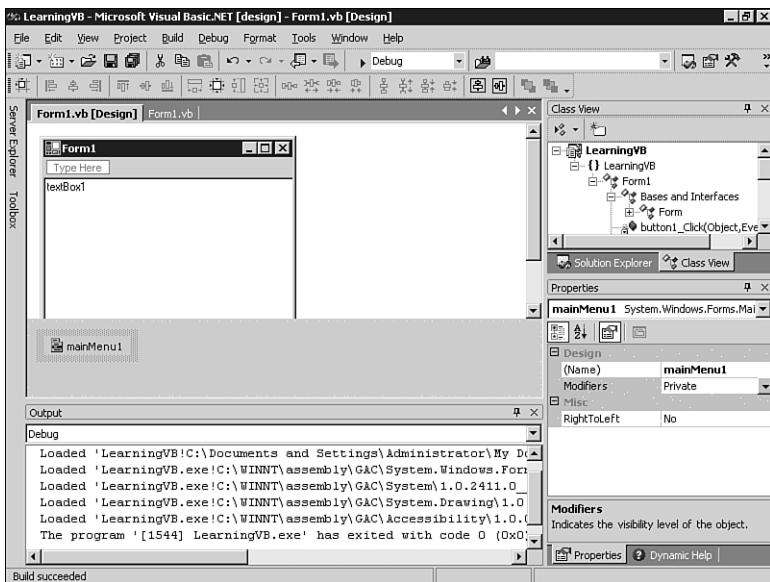 LearningVB - Microsoft Visual Basic.NET [design] - Form1.vb [Design]
File Edit View Project Build Debug Format Tools Window Help
Debug
Server Explorer
Toolbox
Form1.vb [Design] Form1.vb
Form1
Type Here
textBox1
mainMenu1
Output
Debug
Loaded 'LearningVB!C:\Documents and Settings\Administrator\My Do
Loaded 'LearningVB.exe!C:\WINNT\assembly\GAC\System.Windows.For
Loaded 'LearningVB.exe!C:\WINNT\assembly\GAC\System\1.0.2411.0_
Loaded 'LearningVB.exe!C:\WINNT\assembly\GAC\System.Drawing\1.0
Loaded 'LearningVB.exe!C:\WINNT\assembly\GAC\Accessibility\1.0.
The program '[1544] LearningVB.exe' has exited with code 0 (0x0)
Class View
LearningVB
{} LearningVB
Form1
Bases and Interfaces
Form
button1_Click(Object,Eve
Solution Explorer Class View
Properties
mainMenu1 System.Windows.Forms.Mai
Design
(Name) mainMenu1
Modifiers Private
Misc
RightToLeft No
Modifiers
Indicates the visibility level of the object.
Properties Dynamic Help
Build succeeded